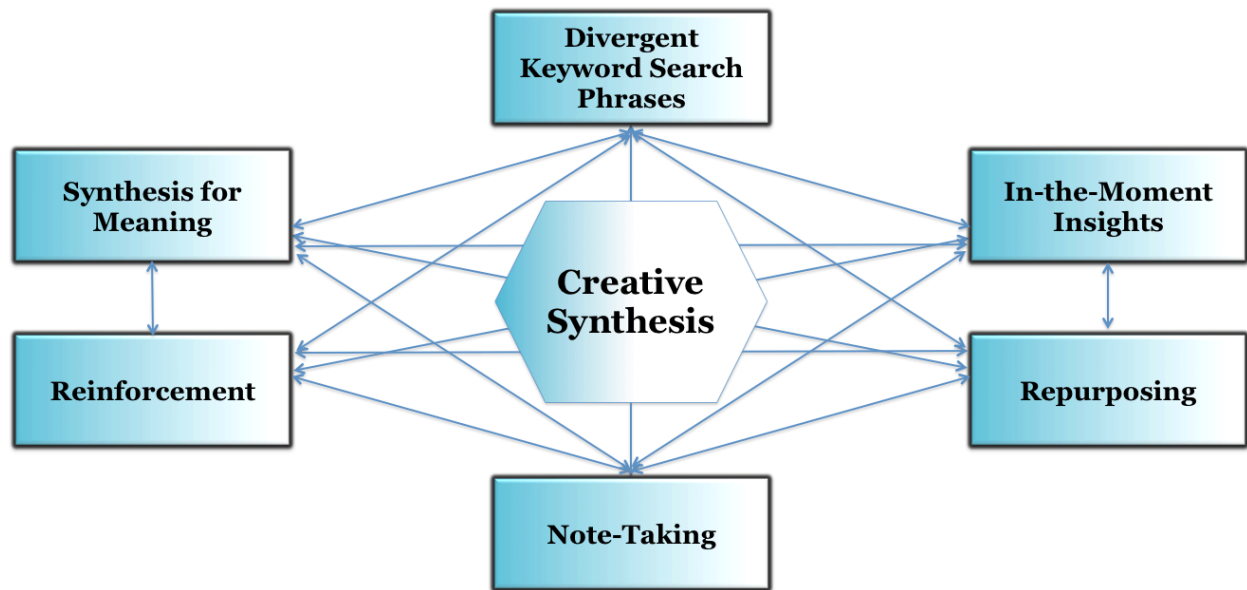 Divergent
Keyword Search
Phrases
Synthesis for
Meaning
In-the-Moment
Insights
Creative
Synthesis
Reinforcement
Repurposing
Note-Taking